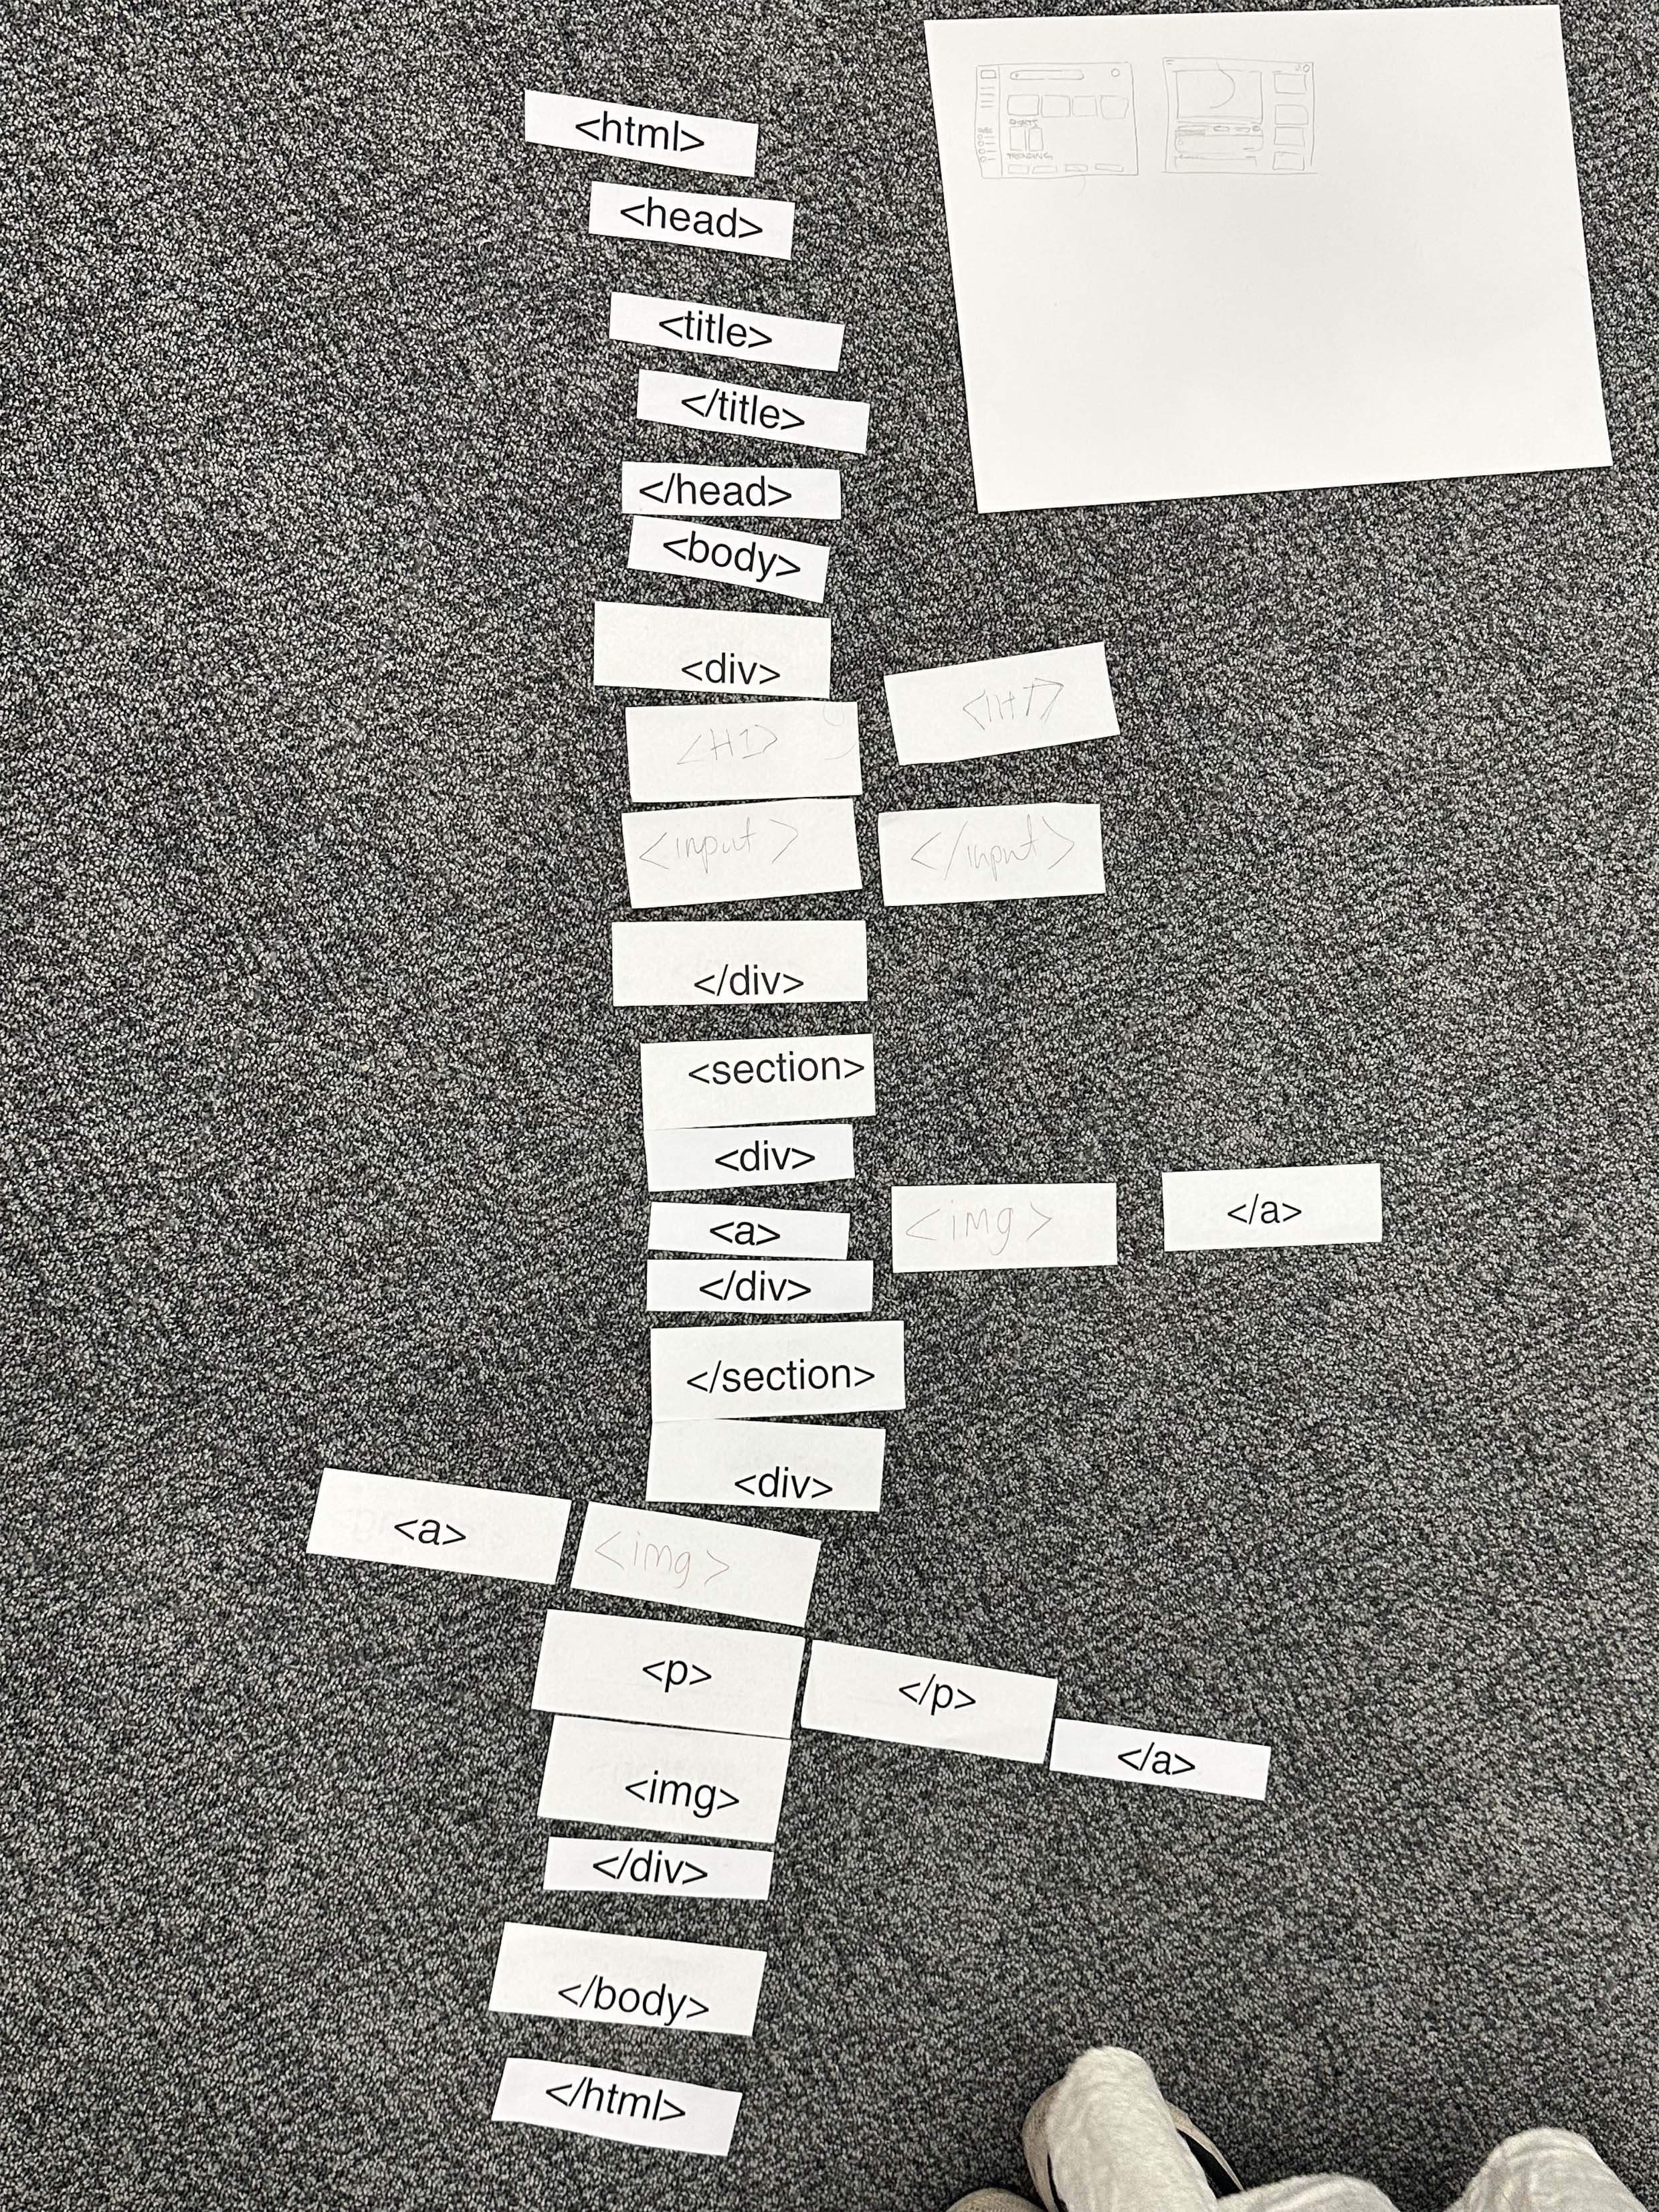 <html>
<head>
<title>
</title>
</head>
<body>
<div>
<H1>
<input> </input>
</div>
<section>
<div>
<a> <img> </a>
</div>
</section>
<div>
<a> <img>
<p> </p> </a>
<img>
</div>
</body>
</html>
TRENDING